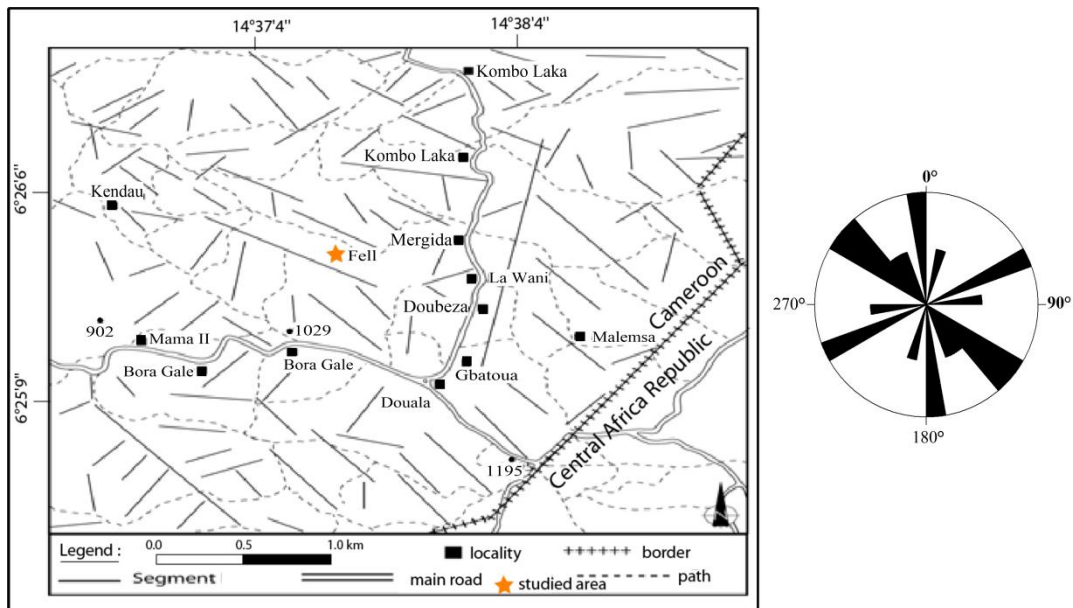 14°37'4"
14°38'4"
Kombo Laka
Kombo Laka
6°26'6"
Kendau
0°
Mergida
Fell
Cameroon
La Wani
270°
90°
Doubeza
902
1029
Mama II
Malemsa
Bora Gale
Bora Gale
Gbatoua
Central Africa Republic
Douala
6°25'9"
180°
1195
Legend :
0.0
0.5
1.0 km
locality
border
Segment
main road
studied area
path